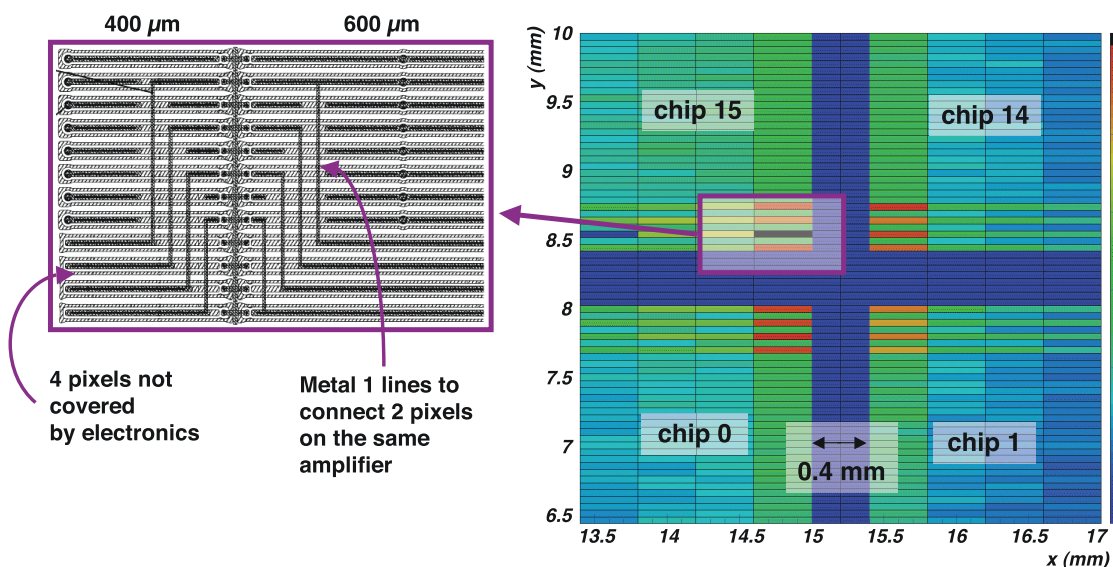 400 µm
600 µm
4 pixels not
covered
by electronics
Metal 1 lines to
connect 2 pixels
on the same
amplifier
y (mm)
10
9.5
9
8.5
8
7.5
7
6.5
chip 15
chip 14
chip 0
chip 1
0.4 mm
13.5
14
14.5
15
15.5
16
16.5
17
x (mm)